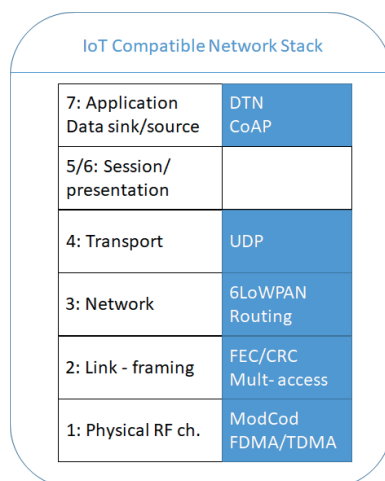 IoT Compatible Network Stack
7: Application
Data sink/source
DTN
CoAP
5/6: Session/
presentation
4: Transport
UDP
3: Network
6LoWPAN
Routing
2: Link - framing
FEC/CRC
Mult- access
1: Physical RF ch.
ModCod
FDMA/TDMA